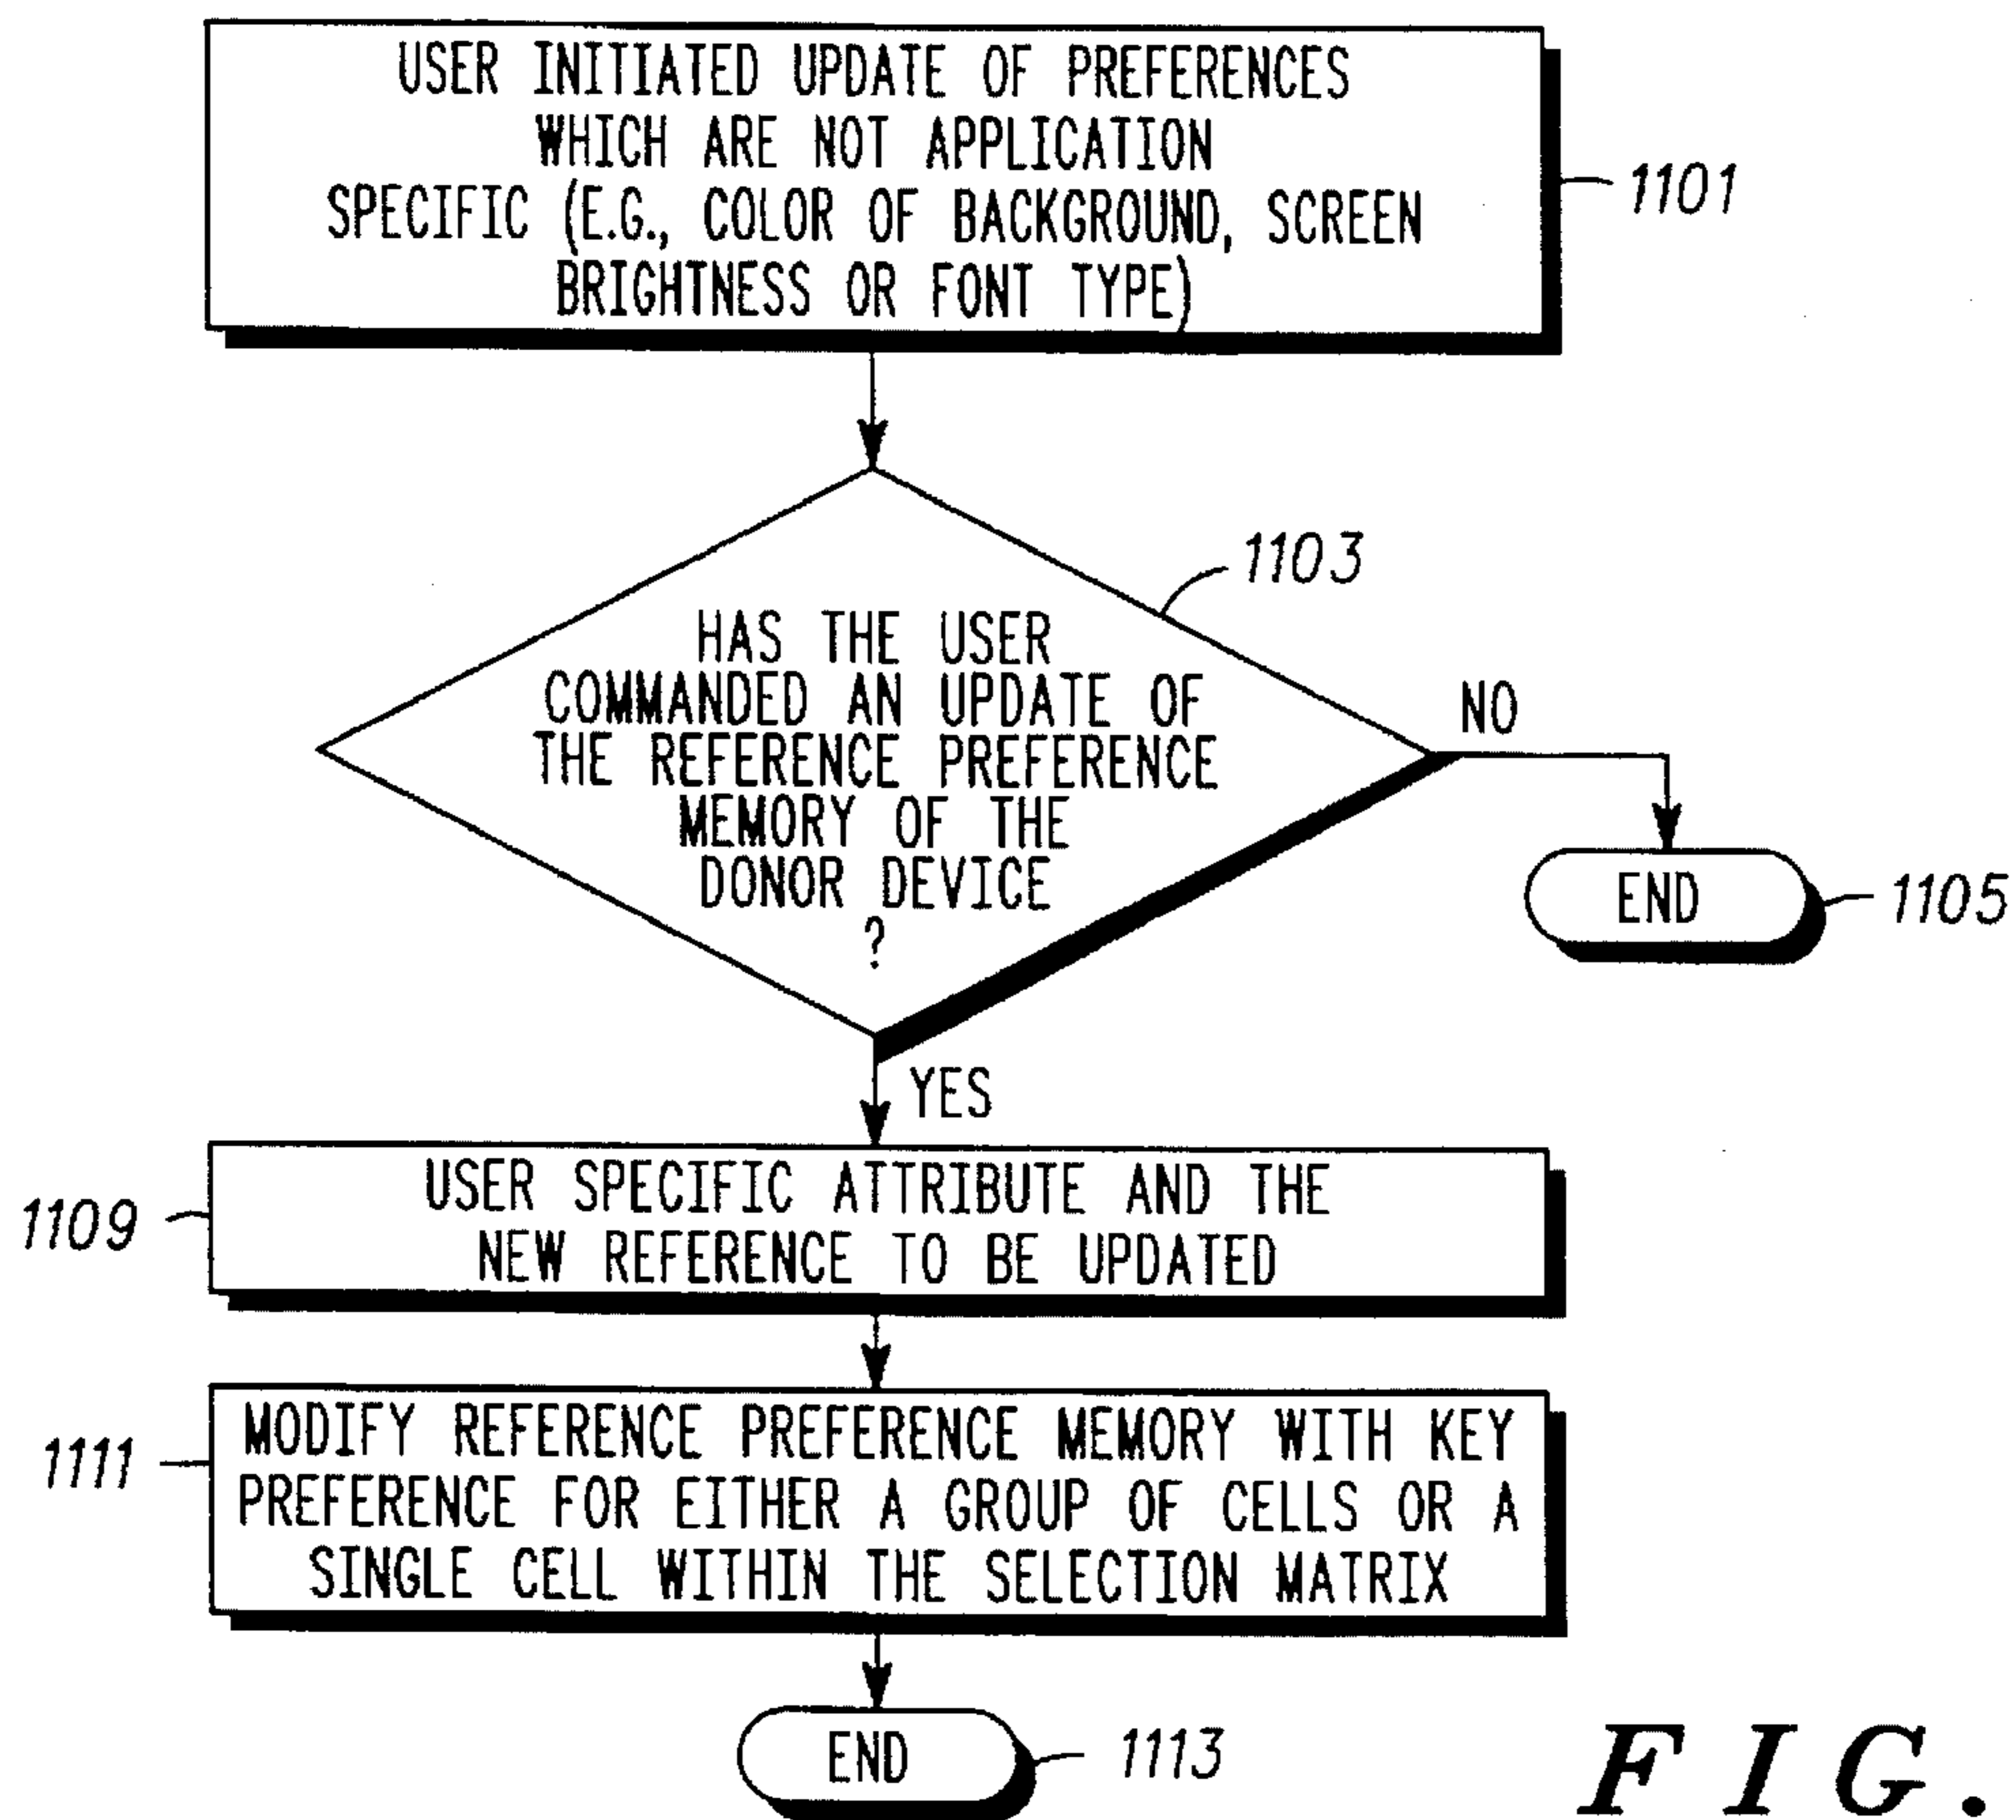 USER INITIATED UPDATE OF PREFERENCES
WHICH ARE NOT APPLICATION
SPECIFIC (E.G., COLOR OF BACKGROUND, SCREEN
BRIGHTNESS OR FONT TYPE)
1101
1103
HAS THE USER
COMMANDED AN UPDATE OF
THE REFERENCE PREFERENCE
MEMORY OF THE
DONOR DEVICE
?
NO
END
1105
YES
USER SPECIFIC ATTRIBUTE AND THE
NEW REFERENCE TO BE UPDATED
1109
MODIFY REFERENCE PREFERENCE MEMORY WITH KEY
PREFERENCE FOR EITHER A GROUP OF CELLS OR A
SINGLE CELL WITHIN THE SELECTION MATRIX
1111
END
1113
FIG.